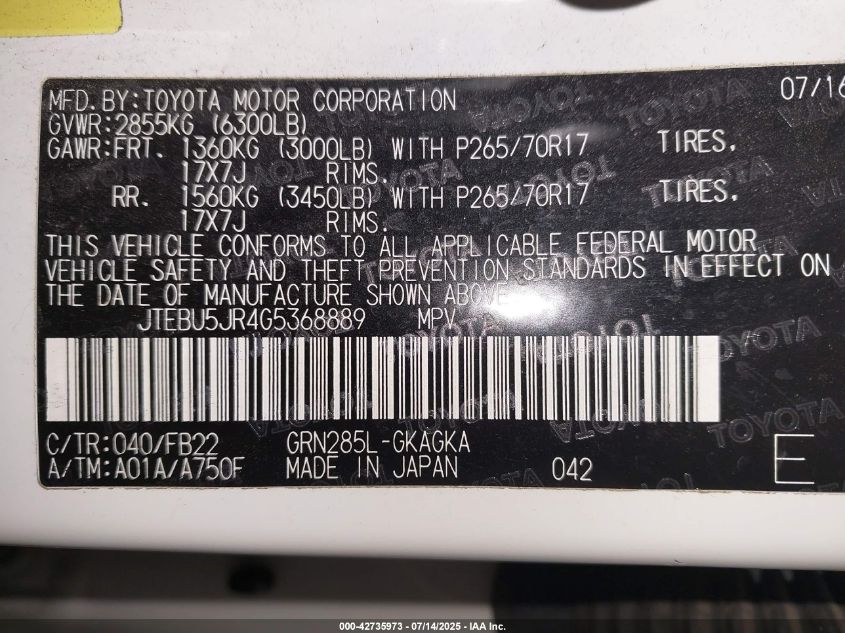 MFD.BY:TOYOTA MOTOR CORPORATION 07/16
GVWR:2855KG (6300LB)
GAWR:FRT. 1360KG (3000LB) WITH P265/70R17 TIRES,
17X7J RIMS.
RR. 1560KG (3450LB) WITH P265/70R17 TIRES,
17X7J RIMS.
THIS VEHICLE CONFORMS TO ALL APPLICABLE FEDERAL MOTOR
VEHICLE SAFETY AND THEFT PREVENTION STANDARDS IN EFFECT ON
THE DATE OF MANUFACTURE SHOWN ABOVE.
JTEBU5JR4G5368889 MPV
C/TR:040/FB22 GRN285L-GKAGKA
A/TM:A01A/A750F MADE IN JAPAN 042 E
000-42735973 - 07/14/2025 - IAA Inc.